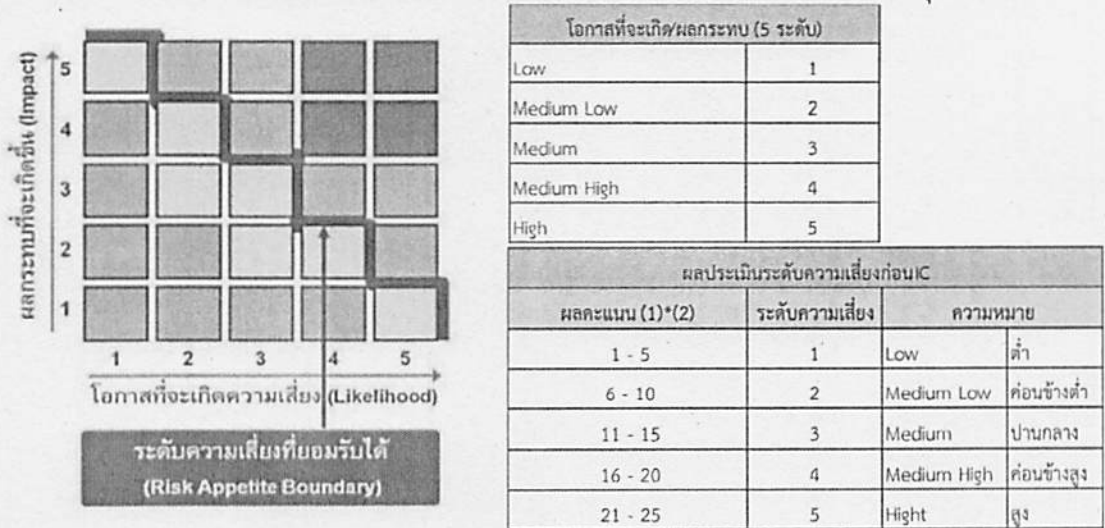 ผลกระทบที่จะเกิดขึ้น (Impact)
5
4
3
2
1
1 2 3 4 5
โอกาสที่จะเกิดความเสี่ยง (Likelihood)
ระดับความเสี่ยงที่ยอมรับได้
(Risk Appetite Boundary)
โอกาสที่จะเกิด/ผลกระทบ (5 ระดับ)
Low 1
Medium Low 2
Medium 3
Medium High 4
High 5
ผลประเมินระดับความเสี่ยงก่อนIC
ผลคะแนน (1)*(2) ระดับความเสี่ยง ความหมาย
1 - 5 1 Low ต่ำ
6 - 10 2 Medium Low ค่อนข้างต่ำ
11 - 15 3 Medium ปานกลาง
16 - 20 4 Medium High ค่อนข้างสูง
21 - 25 5 Hight สูง